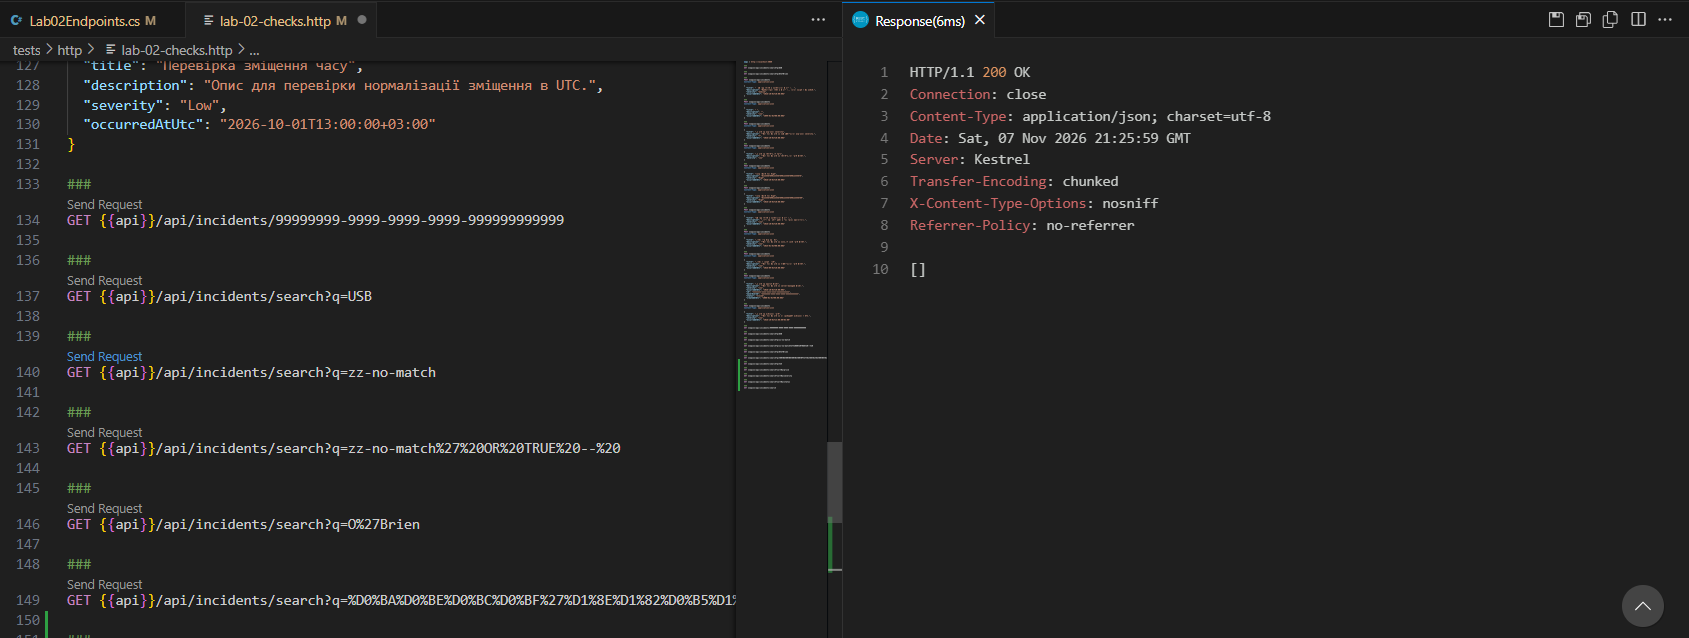 Lab02Endpoints.cs M
lab-02-checks.http M
tests > http > lab-02-checks.http > ...
127 "title": "Перевірка зміщення часу",
128 "description": "Опис для перевірки нормалізації зміщення в UTC.",
129 "severity": "Low",
130 "occurredAtUtc": "2026-10-01T13:00:00+03:00"
131 }
132
133 ###
Send Request
134 GET {{api}}/api/incidents/99999999-9999-9999-9999-999999999999
135
136 ###
Send Request
137 GET {{api}}/api/incidents/search?q=USB
138
139 ###
Send Request
140 GET {{api}}/api/incidents/search?q=zz-no-match
141
142 ###
Send Request
143 GET {{api}}/api/incidents/search?q=zz-no-match%27%20OR%20TRUE%20--%20
144
145 ###
Send Request
146 GET {{api}}/api/incidents/search?q=O%27Brien
147
148 ###
Send Request
149 GET {{api}}/api/incidents/search?q=%D0%BA%D0%BE%D0%BC%D0%BF%27%D1%8E%D1%82%D0%B5%D1%
150
Response(6ms)
1 HTTP/1.1 200 OK
2 Connection: close
3 Content-Type: application/json; charset=utf-8
4 Date: Sat, 07 Nov 2026 21:25:59 GMT
5 Server: Kestrel
6 Transfer-Encoding: chunked
7 X-Content-Type-Options: nosniff
8 Referrer-Policy: no-referrer
9
10 []